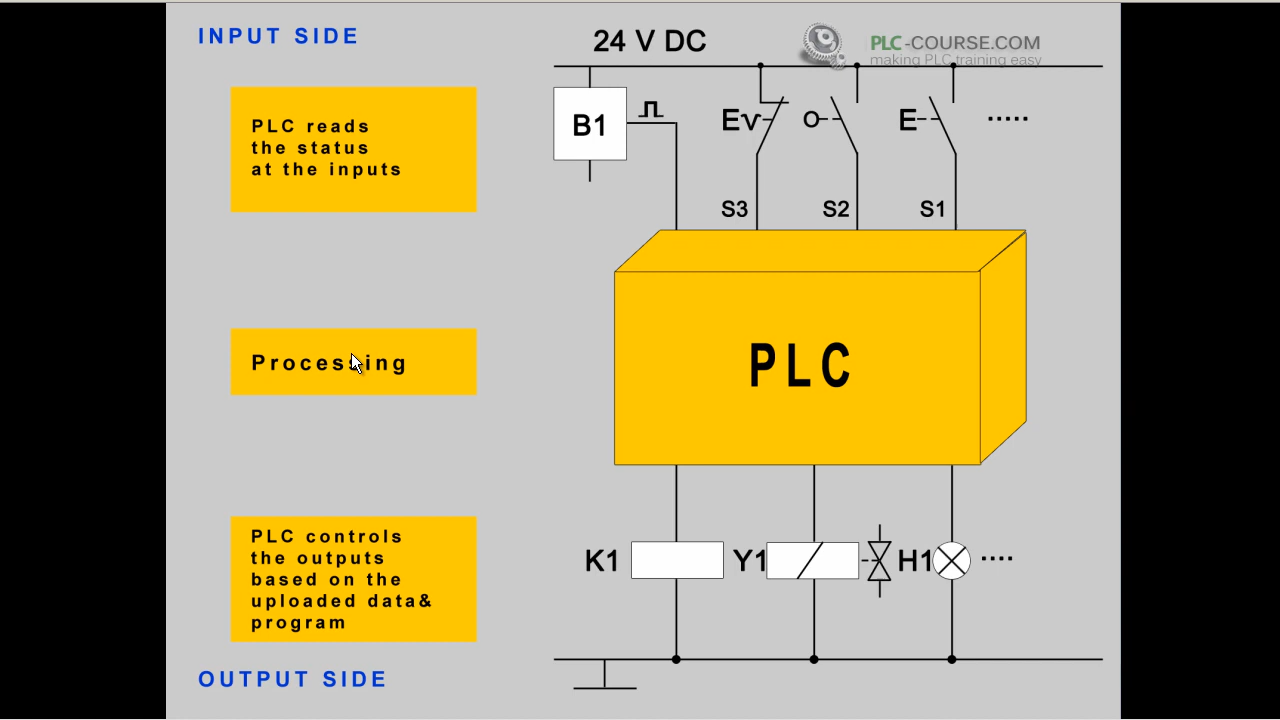 INPUT SIDE
24 V DC
PLC-COURSE.COM
making PLC training easy
PLC reads
the status
at the inputs
B1
E
O
E
.....
S3
S2
S1
Processing
PLC
PLC controls
the outputs
based on the
uploaded data&
program
K1
Y1
H1
....
OUTPUT SIDE